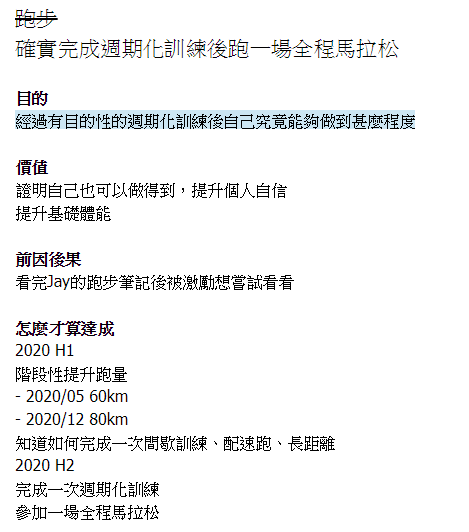 跑步
確實完成週期化訓練後跑一場全程馬拉松
目的
經過有目的性的週期化訓練後自己究竟能夠做到甚麼程度
價值
證明自己也可以做得到，提升個人自信
提升基礎體能
前因後果
看完Jay的跑步筆記後被激勵想嘗試看看
怎麼才算達成
2020 H1
階段性提升跑量
- 2020/05 60km
- 2020/12 80km
知道如何完成一次間歇訓練、配速跑、長距離
2020 H2
完成一次週期化訓練
參加一場全程馬拉松